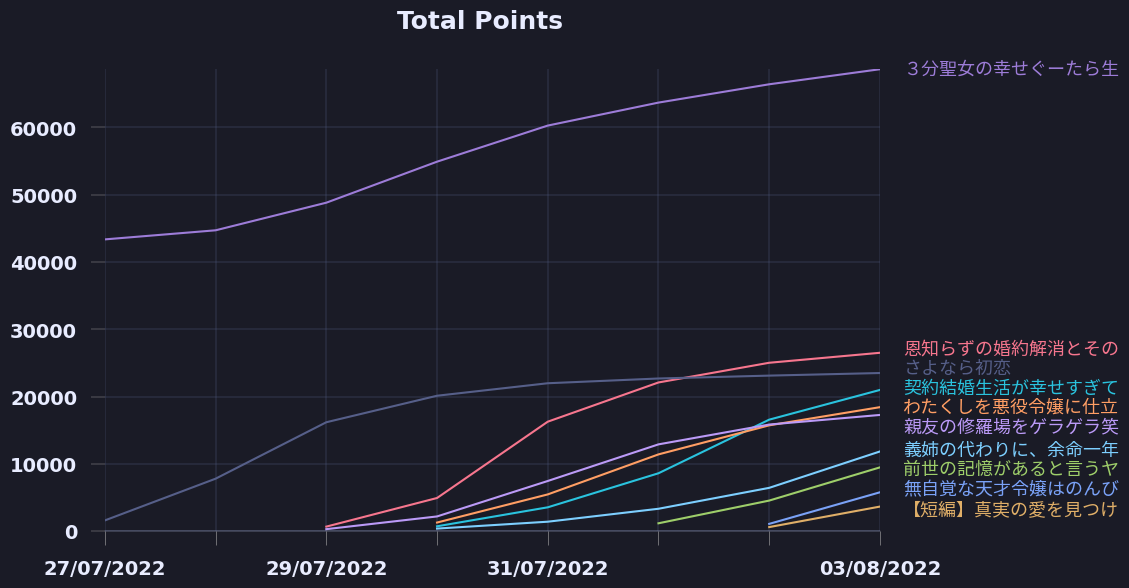 Total Points
３分聖女の幸せぐーたら生
60000
50000
40000
30000
恩知らずの婚約解消とその
さよなら初恋
契約結婚生活が幸せすぎて
20000
わたくしを悪役令嬢に仕立
親友の修羅場をゲラゲラ笑
義姉の代わりに、余命一年
10000
前世の記憶があると言うヤ
無自覚な天才令嬢はのんび
【短編】真実の愛を見つけ
0
27/07/2022 29/07/2022 31/07/2022 03/08/2022